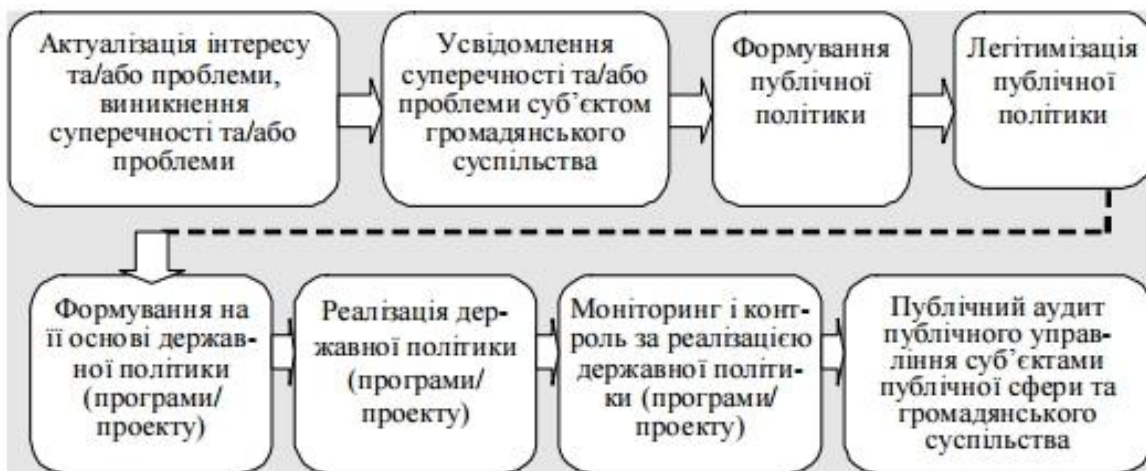 Актуалізація інтересу
та/або проблеми,
виникнення
суперечності та/або
проблеми
Усвідомлення
суперечності та/або
проблеми суб’єктом
громадянського
суспільства
Формування
публічної
політики
Легітимізація
публічної
політики
Формування на
її основі держав-
ної політики
(програми/
проекту)
Реалізація дер-
жавної політики
(програми/
проекту)
Моніторинг і конт-
роль за реалізацією
державної політи-
ки (програми/
проекту)
Публічний аудит
публічного управ-
ління суб’єктами
публічної сфери та
громадянського
суспільства